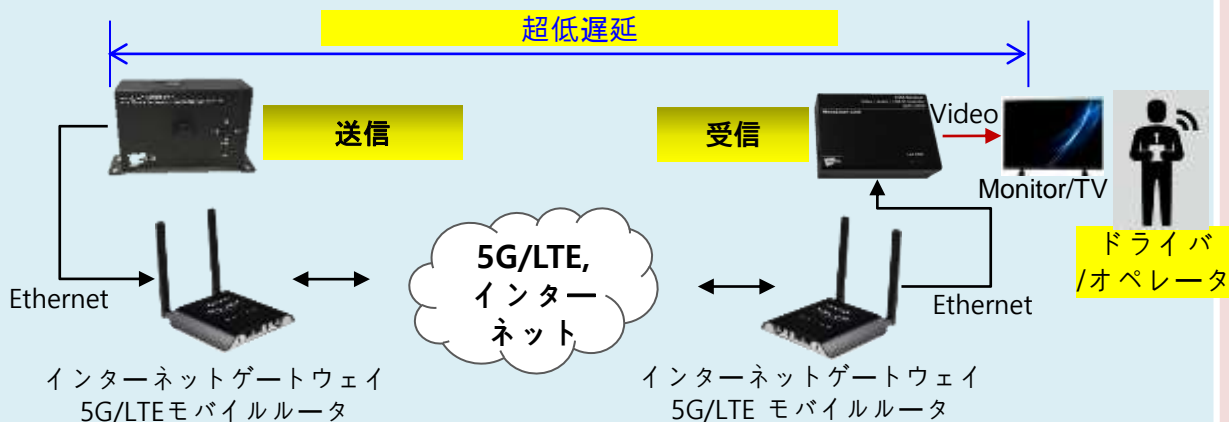 超低遅延
送信
受信
Video
Monitor/TV
ドライバ
/オペレータ
Ethernet
5G/LTE,
インター
ネット
Ethernet
インターネットゲートウェイ
5G/LTEモバイルルータ
インターネットゲートウェイ
5G/LTE モバイルルータ